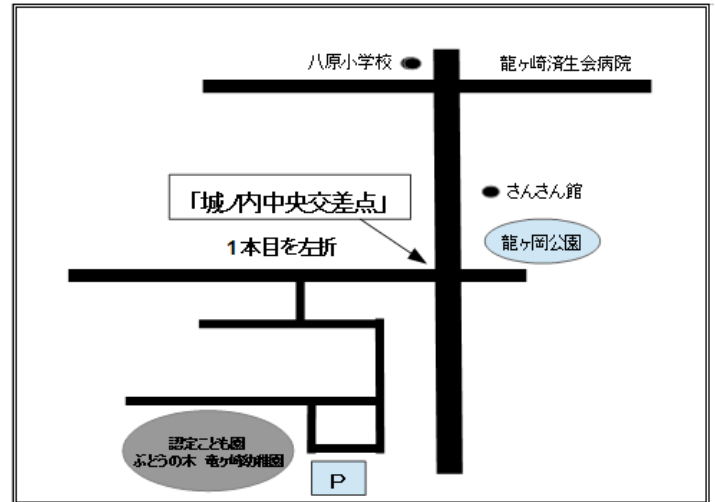 八原小学校
龍ヶ崎済生会病院
さんさん館
「城ノ内中央交差点」
龍ヶ岡公園
1本目を左折
認定こども園
ぶどうの木 竜ヶ崎幼稚園
P